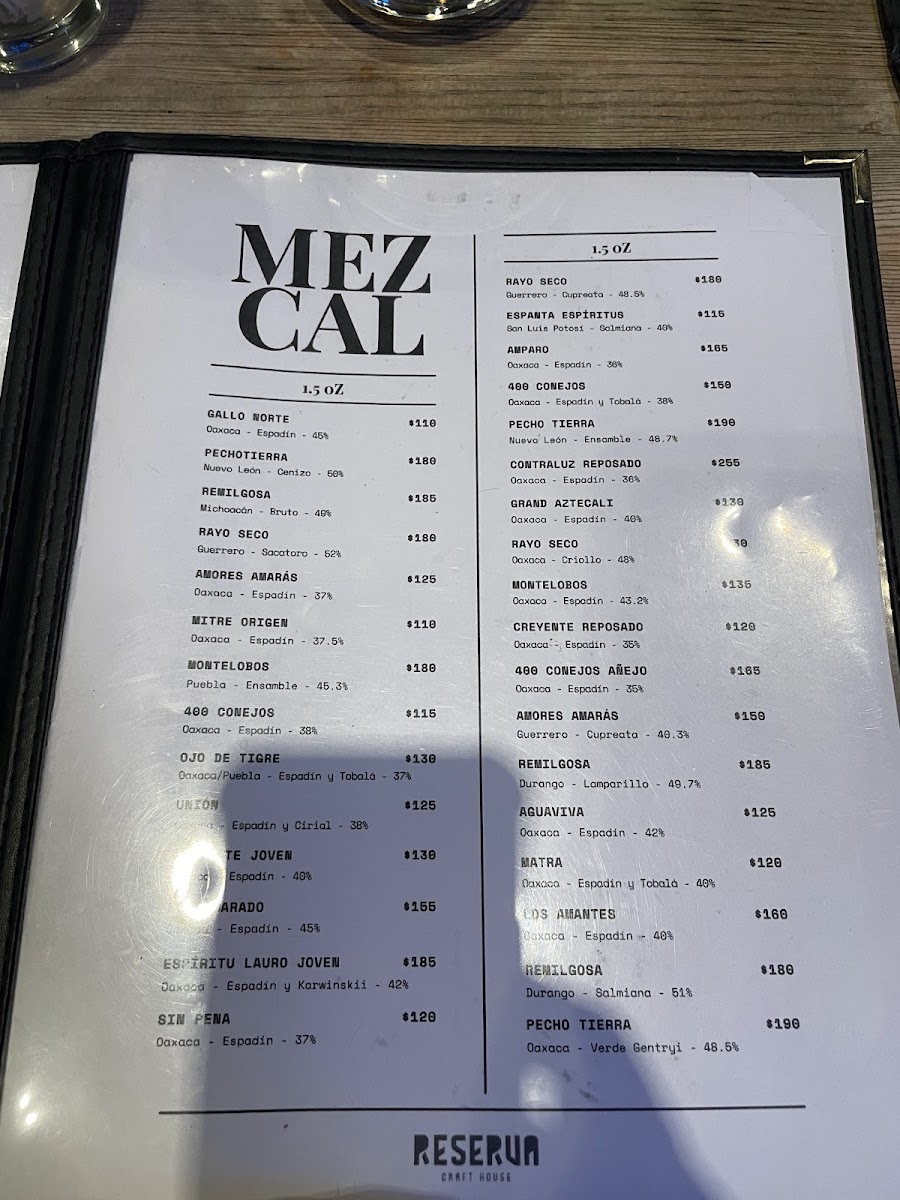 MEZ
CAL
1.5 oZ
GALLO NORTE $110
Oaxaca - Espadín - 45%
PECHOTIERRA $180
Nuevo León - Cenizo - 50%
REMILGOSA $185
Michoacán - Bruto - 49%
RAYO SECO $180
Guerrero - Sacatoro - 52%
AMORES AMARÁS $125
Oaxaca - Espadín - 37%
MITRE ORIGEN $110
Oaxaca - Espadín - 37.5%
MONTELOBOS $180
Puebla - Ensamble - 45.3%
400 CONEJOS $115
Oaxaca - Espadín - 38%
OJO DE TIGRE $130
Oaxaca/Puebla - Espadín y Tobalá - 37%
UNIÓN $125
- Espadín y Cirial - 38%
JOVEN $130
Espadín - 40%
$155
- Espadín - 45%
ESPÍRITU LAURO JOVEN $185
Oaxaca - Espadín y Karwinskii - 42%
SIN PENA $120
Oaxaca - Espadín - 37%
1.5 oZ
RAYO SECO $180
Guerrero - Cupreata - 48.5%
ESPANTA ESPÍRITUS $115
San Luis Potosí - Salmiana - 40%
AMPARO $165
Oaxaca - Espadín - 36%
400 CONEJOS $150
Oaxaca - Espadín y Tobalá - 38%
PECHO TIERRA $190
Nueva León - Ensamble - 48.7%
CONTRALUZ REPOSADO $255
Oaxaca - Espadín - 36%
GRAND AZTECALI $130
Oaxaca - Espadín - 40%
RAYO SECO
Oaxaca - Criollo - 48%
MONTELOBOS $135
Oaxaca - Espadín - 43.2%
CREYENTE REPOSADO $120
Oaxaca - Espadín - 35%
400 CONEJOS AÑEJO $165
Oaxaca - Espadín - 35%
AMORES AMARÁS $150
Guerrero - Cupreata - 40.3%
REMILGOSA $185
Durango - Lamparillo - 49.7%
AGUAVIVA $125
Oaxaca - Espadín - 42%
MATRA $120
Oaxaca - Espadín y Tobalá - 40%
LOS AMANTES $160
Oaxaca - Espadín - 40%
REMILGOSA $180
Durango - Salmiana - 51%
PECHO TIERRA $190
Oaxaca - Verde Gentryi - 48.5%
RESERVA
CRAFT HOUSE